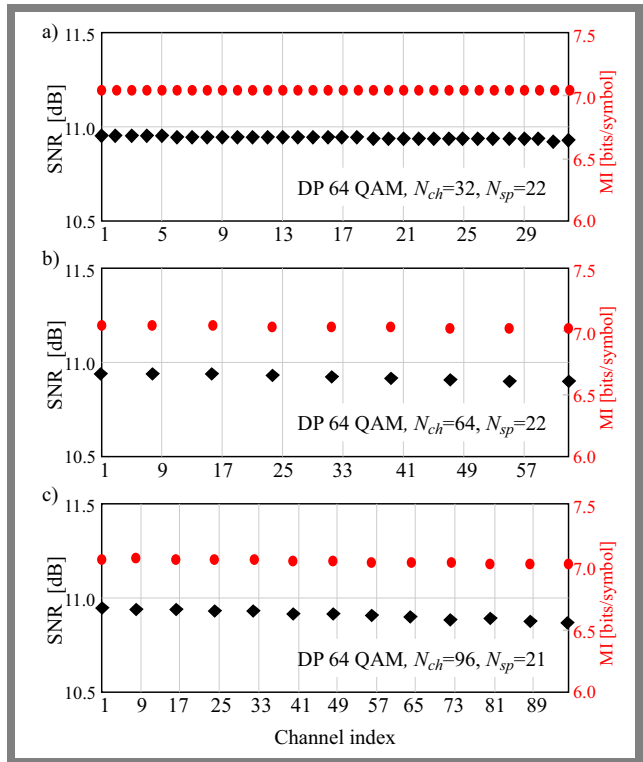 a)
11.5
11.0
10.5
SNR [dB]
7.5
7.0
6.5
6.0
MI [bits/symbol]
DP 64 QAM, Nch=32, Nsp=22
1 5 9 13 17 21 25 29
b)
11.5
11.0
10.5
SNR [dB]
7.5
7.0
6.5
6.0
MI [bits/symbol]
DP 64 QAM, Nch=64, Nsp=22
1 9 17 25 33 41 49 57
c)
11.5
11.0
10.5
SNR [dB]
7.5
7.0
6.5
6.0
MI [bits/symbol]
DP 64 QAM, Nch=96, Nsp=21
1 9 17 25 33 41 49 57 65 73 81 89
Channel index